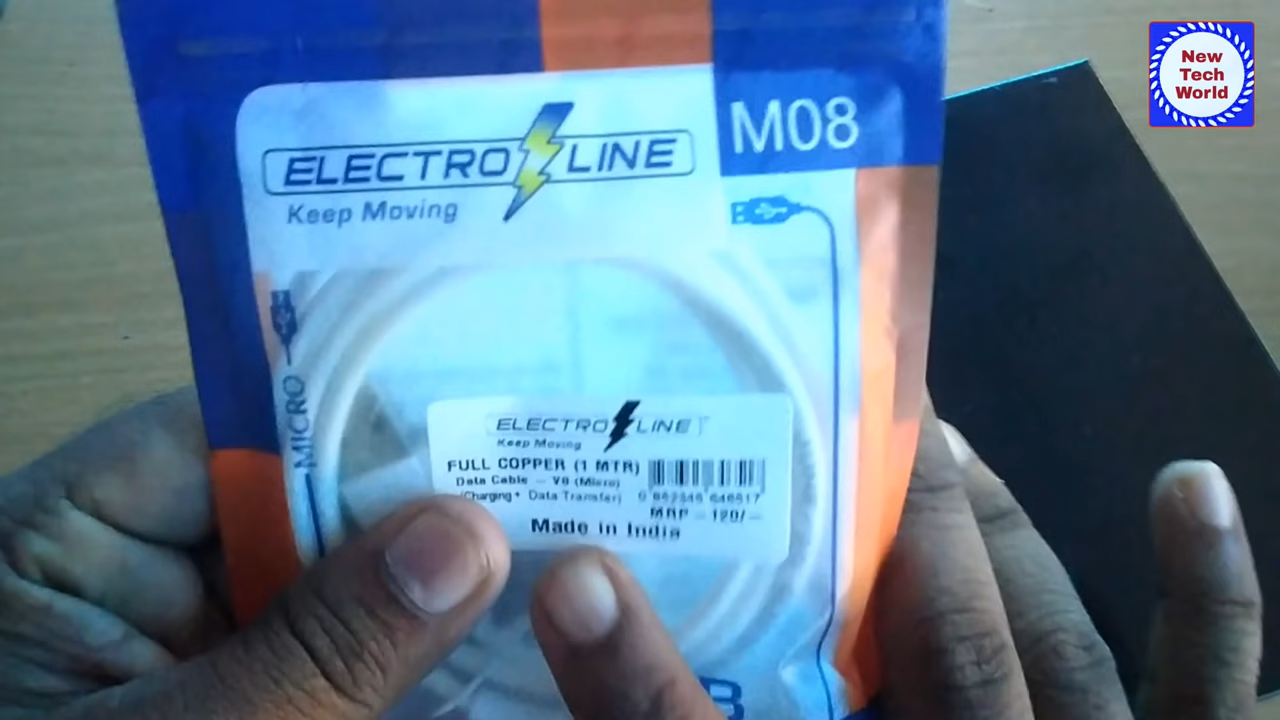 New
Tech
World
ELECTRO LINE
M08
Keep Moving
MICRO
ELECTRO LINE
Keep Moving
FULL COPPER (1 MTR)
Data Cable - V8 (Micro)
(Charging+ Data Transfer)
MRP - 120/-
Made in India
B